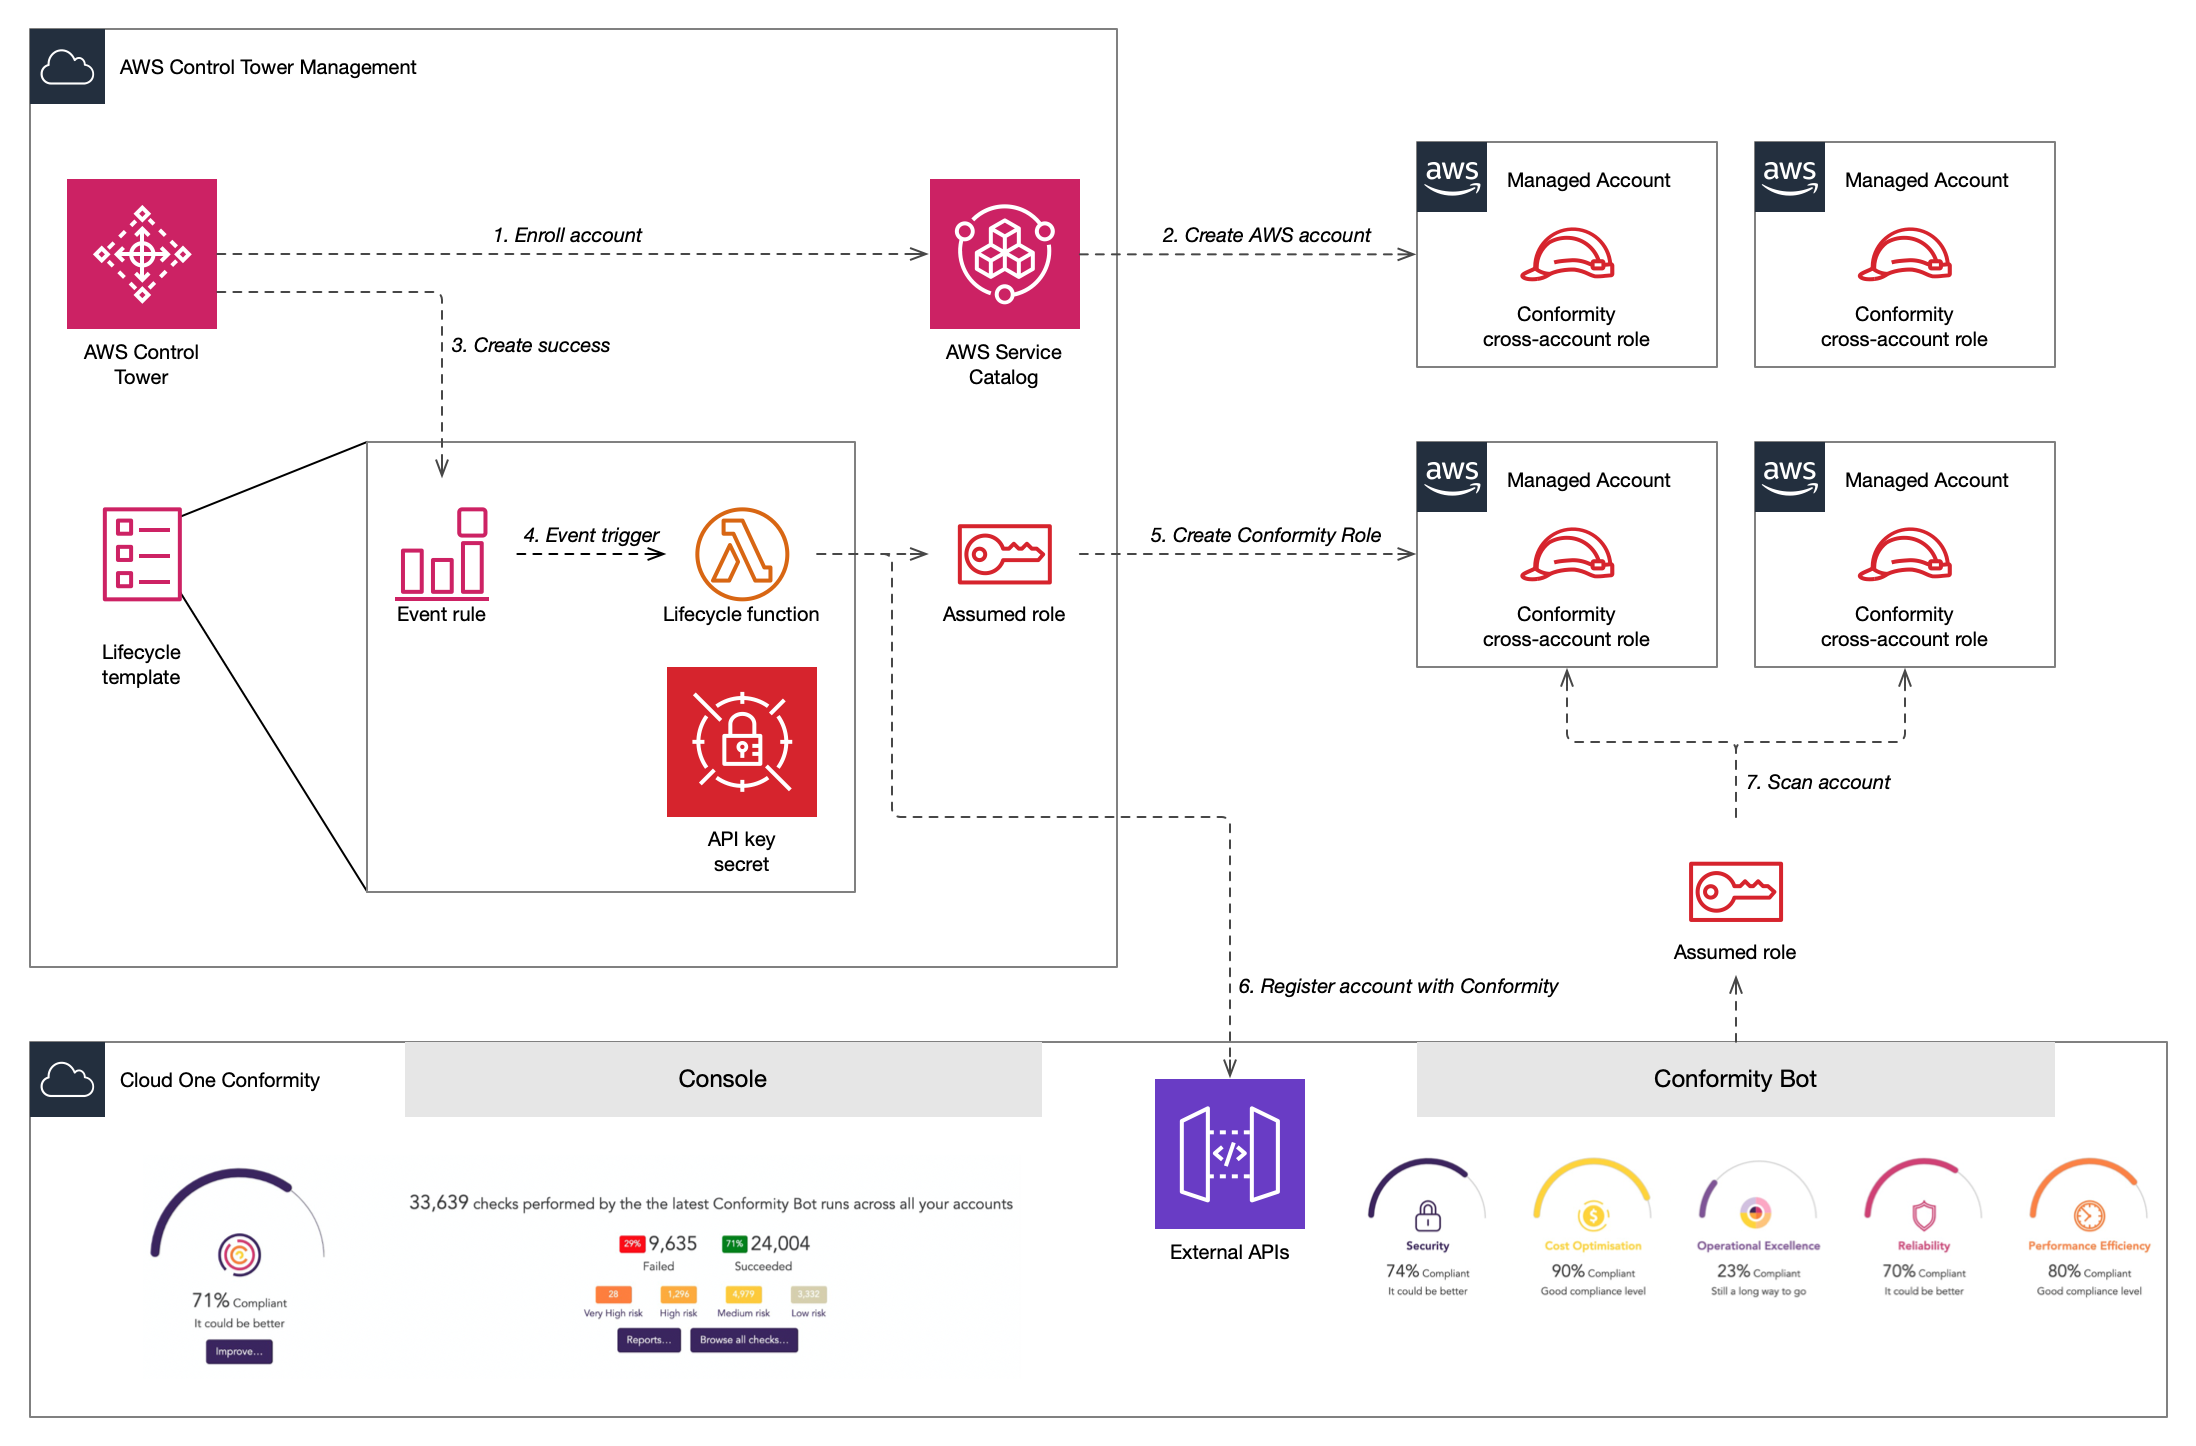 AWS Control Tower Management
1. Enroll account
2. Create AWS account
3. Create success
AWS Control
Tower
AWS Service
Catalog
aws
Managed Account
Conformity
cross-account role
aws
Managed Account
Conformity
cross-account role
Lifecycle
template
Event rule
4. Event trigger
Lifecycle function
API key
secret
Assumed role
5. Create Conformity Role
aws
Managed Account
Conformity
cross-account role
aws
Managed Account
Conformity
cross-account role
7. Scan account
Assumed role
6. Register account with Conformity
Cloud One Conformity
Console
Conformity Bot
71% Compliant
It could be better
Improve...
33,639 checks performed by the the latest Conformity Bot runs across all your accounts
29% 9,635
Failed
71% 24,004
Succeeded
28
Very High risk
1,296
High risk
4,979
Medium risk
3,332
Low risk
Reports...
Browse all checks...
</>
External APIs
Security
74% Compliant
It could be better
$
Cost Optimisation
90% Compliant
Good compliance level
Operational Excellence
23% Compliant
Still a long way to go
Reliability
70% Compliant
It could be better
Performance Efficiency
80% Compliant
Good compliance level